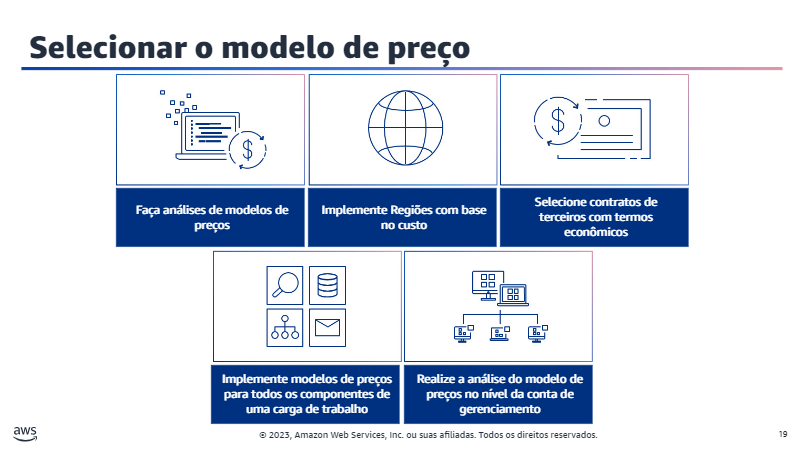 Selecionar o modelo de preço
Faça análises de modelos de
preços
Implemente Regiões com base
no custo
Selecione contratos de
terceiros com termos
econômicos
Implemente modelos de preços
para todos os componentes de
uma carga de trabalho
Realize a análise do modelo de
preços no nível da conta de
gerenciamento
aws
© 2023, Amazon Web Services, Inc. ou suas afiliadas. Todos os direitos reservados.
19